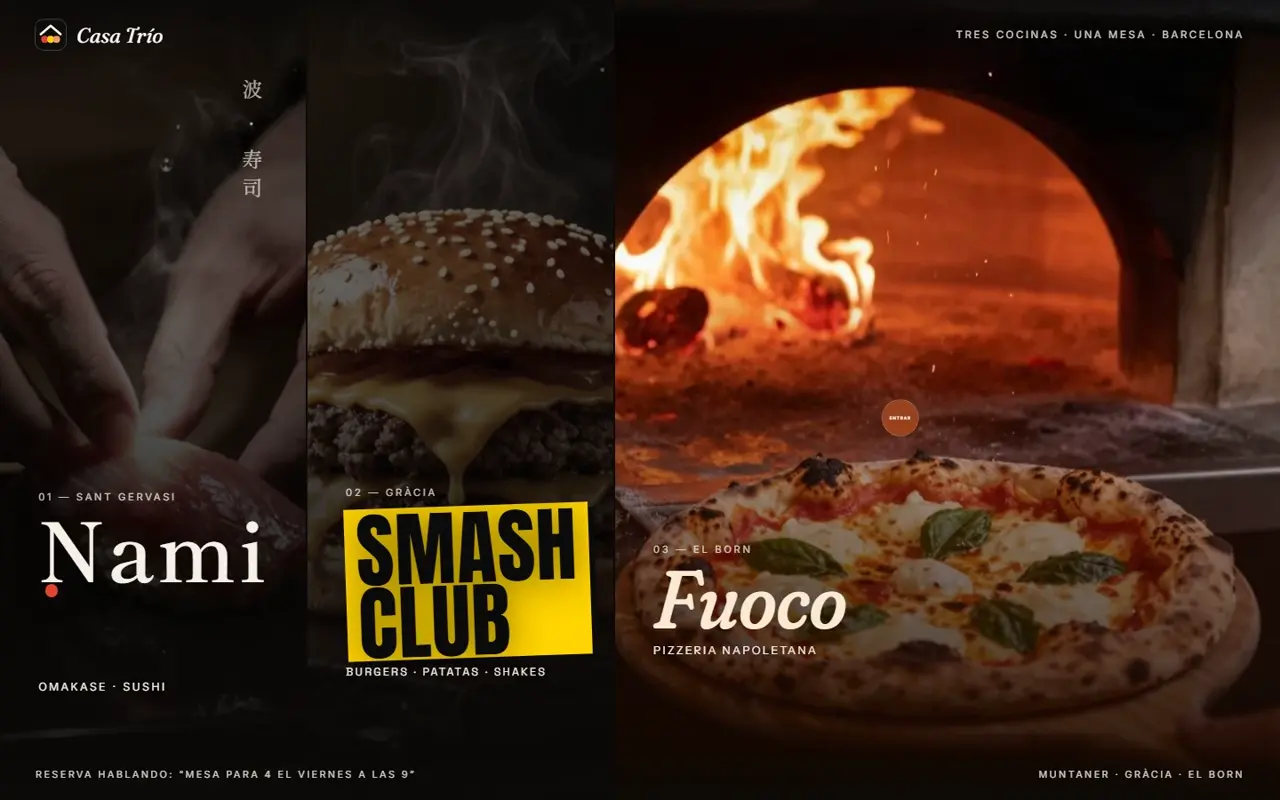 Casa Trío
TRES COCINAS · UNA MESA · BARCELONA
波・寿司
01 — SANT GERVASI
Nami
OMAKASE · SUSHI
02 — GRÀCIA
SMASH
CLUB
BURGERS · PATATAS · SHAKES
ENTRAR
03 — EL BORN
Fuoco
PIZZERIA NAPOLETANA
RESERVA HABLANDO: “MESA PARA 4 EL VIERNES A LAS 9”
MUNTANER · GRÀCIA · EL BORN